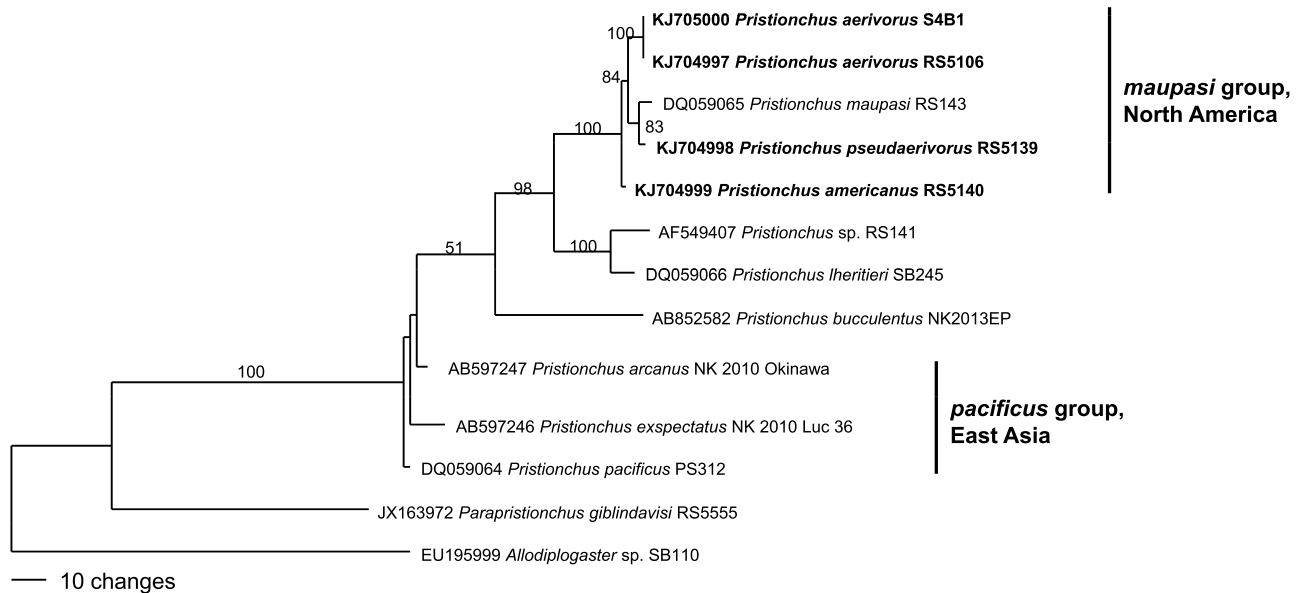 KJ705000 Pristionchus aerivorus S4B1
100
KJ704997 Pristionchus aerivorus RS5106
84
DQ059065 Pristionchus maupasi RS143
maupasi group,
North America
100
83
KJ704998 Pristionchus pseudaerivorus RS5139
98
KJ704999 Pristionchus americanus RS5140
AF549407 Pristionchus sp. RS141
51
100
DQ059066 Pristionchus lheritieri SB245
AB852582 Pristionchus bucculentus NK2013EP
100
AB597247 Pristionchus arcanus NK 2010 Okinawa
pacificus group,
East Asia
AB597246 Pristionchus exspectatus NK 2010 Luc 36
DQ059064 Pristionchus pacificus PS312
JX163972 Parapristionchus giblindavisi RS5555
EU195999 Allodiplogaster sp. SB110
10 changes